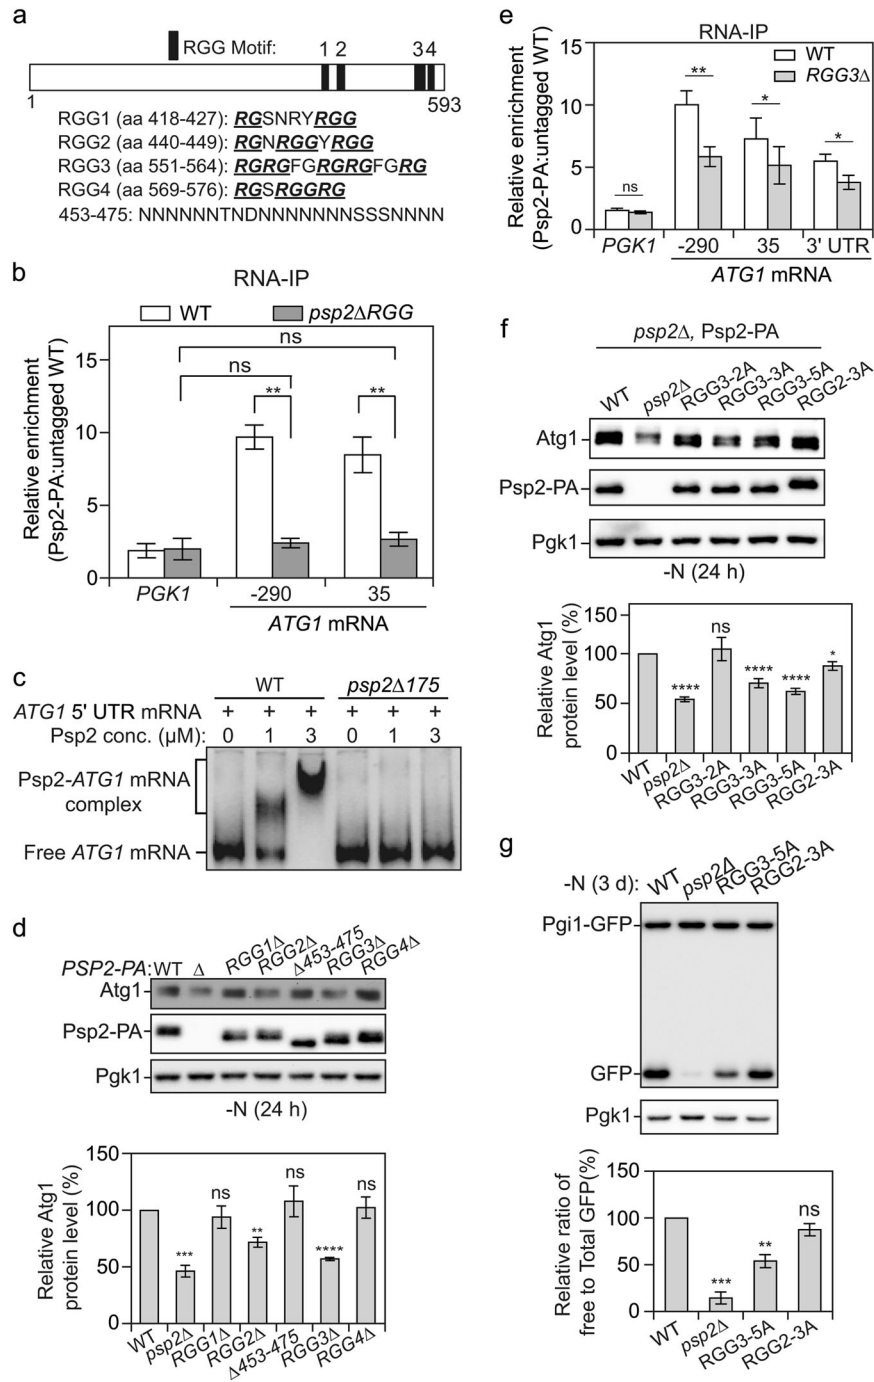 a
RGG Motif:
1 2 3 4
1 593
RGG1 (aa 418-427): RGSNRYRGG
RGG2 (aa 440-449): RGNRGGYRGG
RGG3 (aa 551-564): RGRGFGRGRGFGRG
RGG4 (aa 569-576): RGSRGGRG
453-475: NNNNNNTNDNNNNNNNSSSNNNN
b
RNA-IP
WT psp2ΔRGG
Relative enrichment
(Psp2-PA:untagged WT)
15
10
5
0
ns
ns
** **
PGK1 -290 35
ATG1 mRNA
c
WT psp2Δ175
ATG1 5' UTR mRNA + + + + + +
Psp2 conc. (µM): 0 1 3 0 1 3
Psp2-ATG1 mRNA
complex
Free ATG1 mRNA
d
PSP2-PA: WT Δ RGG1Δ RGG2Δ Δ453-475 RGG3Δ RGG4Δ
Atg1
Psp2-PA
Pgk1
-N (24 h)
Relative Atg1
protein level (%)
150
100
50
0
*** ns ** ns **** ns
WT psp2Δ RGG1Δ RGG2Δ Δ453-475 RGG3Δ RGG4Δ
e
RNA-IP
WT
RGG3Δ
Relative enrichment
(Psp2-PA:untagged WT)
15
10
5
0
ns ** * *
PGK1 -290 35 3' UTR
ATG1 mRNA
f
psp2Δ, Psp2-PA
WT psp2Δ RGG3-2A RGG3-3A RGG3-5A RGG2-3A
Atg1
Psp2-PA
Pgk1
-N (24 h)
Relative Atg1
protein level (%)
150
100
50
0
**** ns **** **** *
WT psp2Δ RGG3-2A RGG3-3A RGG3-5A RGG2-3A
g
-N (3 d): WT psp2Δ RGG3-5A RGG2-3A
Pgi1-GFP
GFP
Pgk1
Relative ratio of
free to Total GFP(%)
150
100
50
0
*** ** ns
WT psp2Δ RGG3-5A RGG2-3A